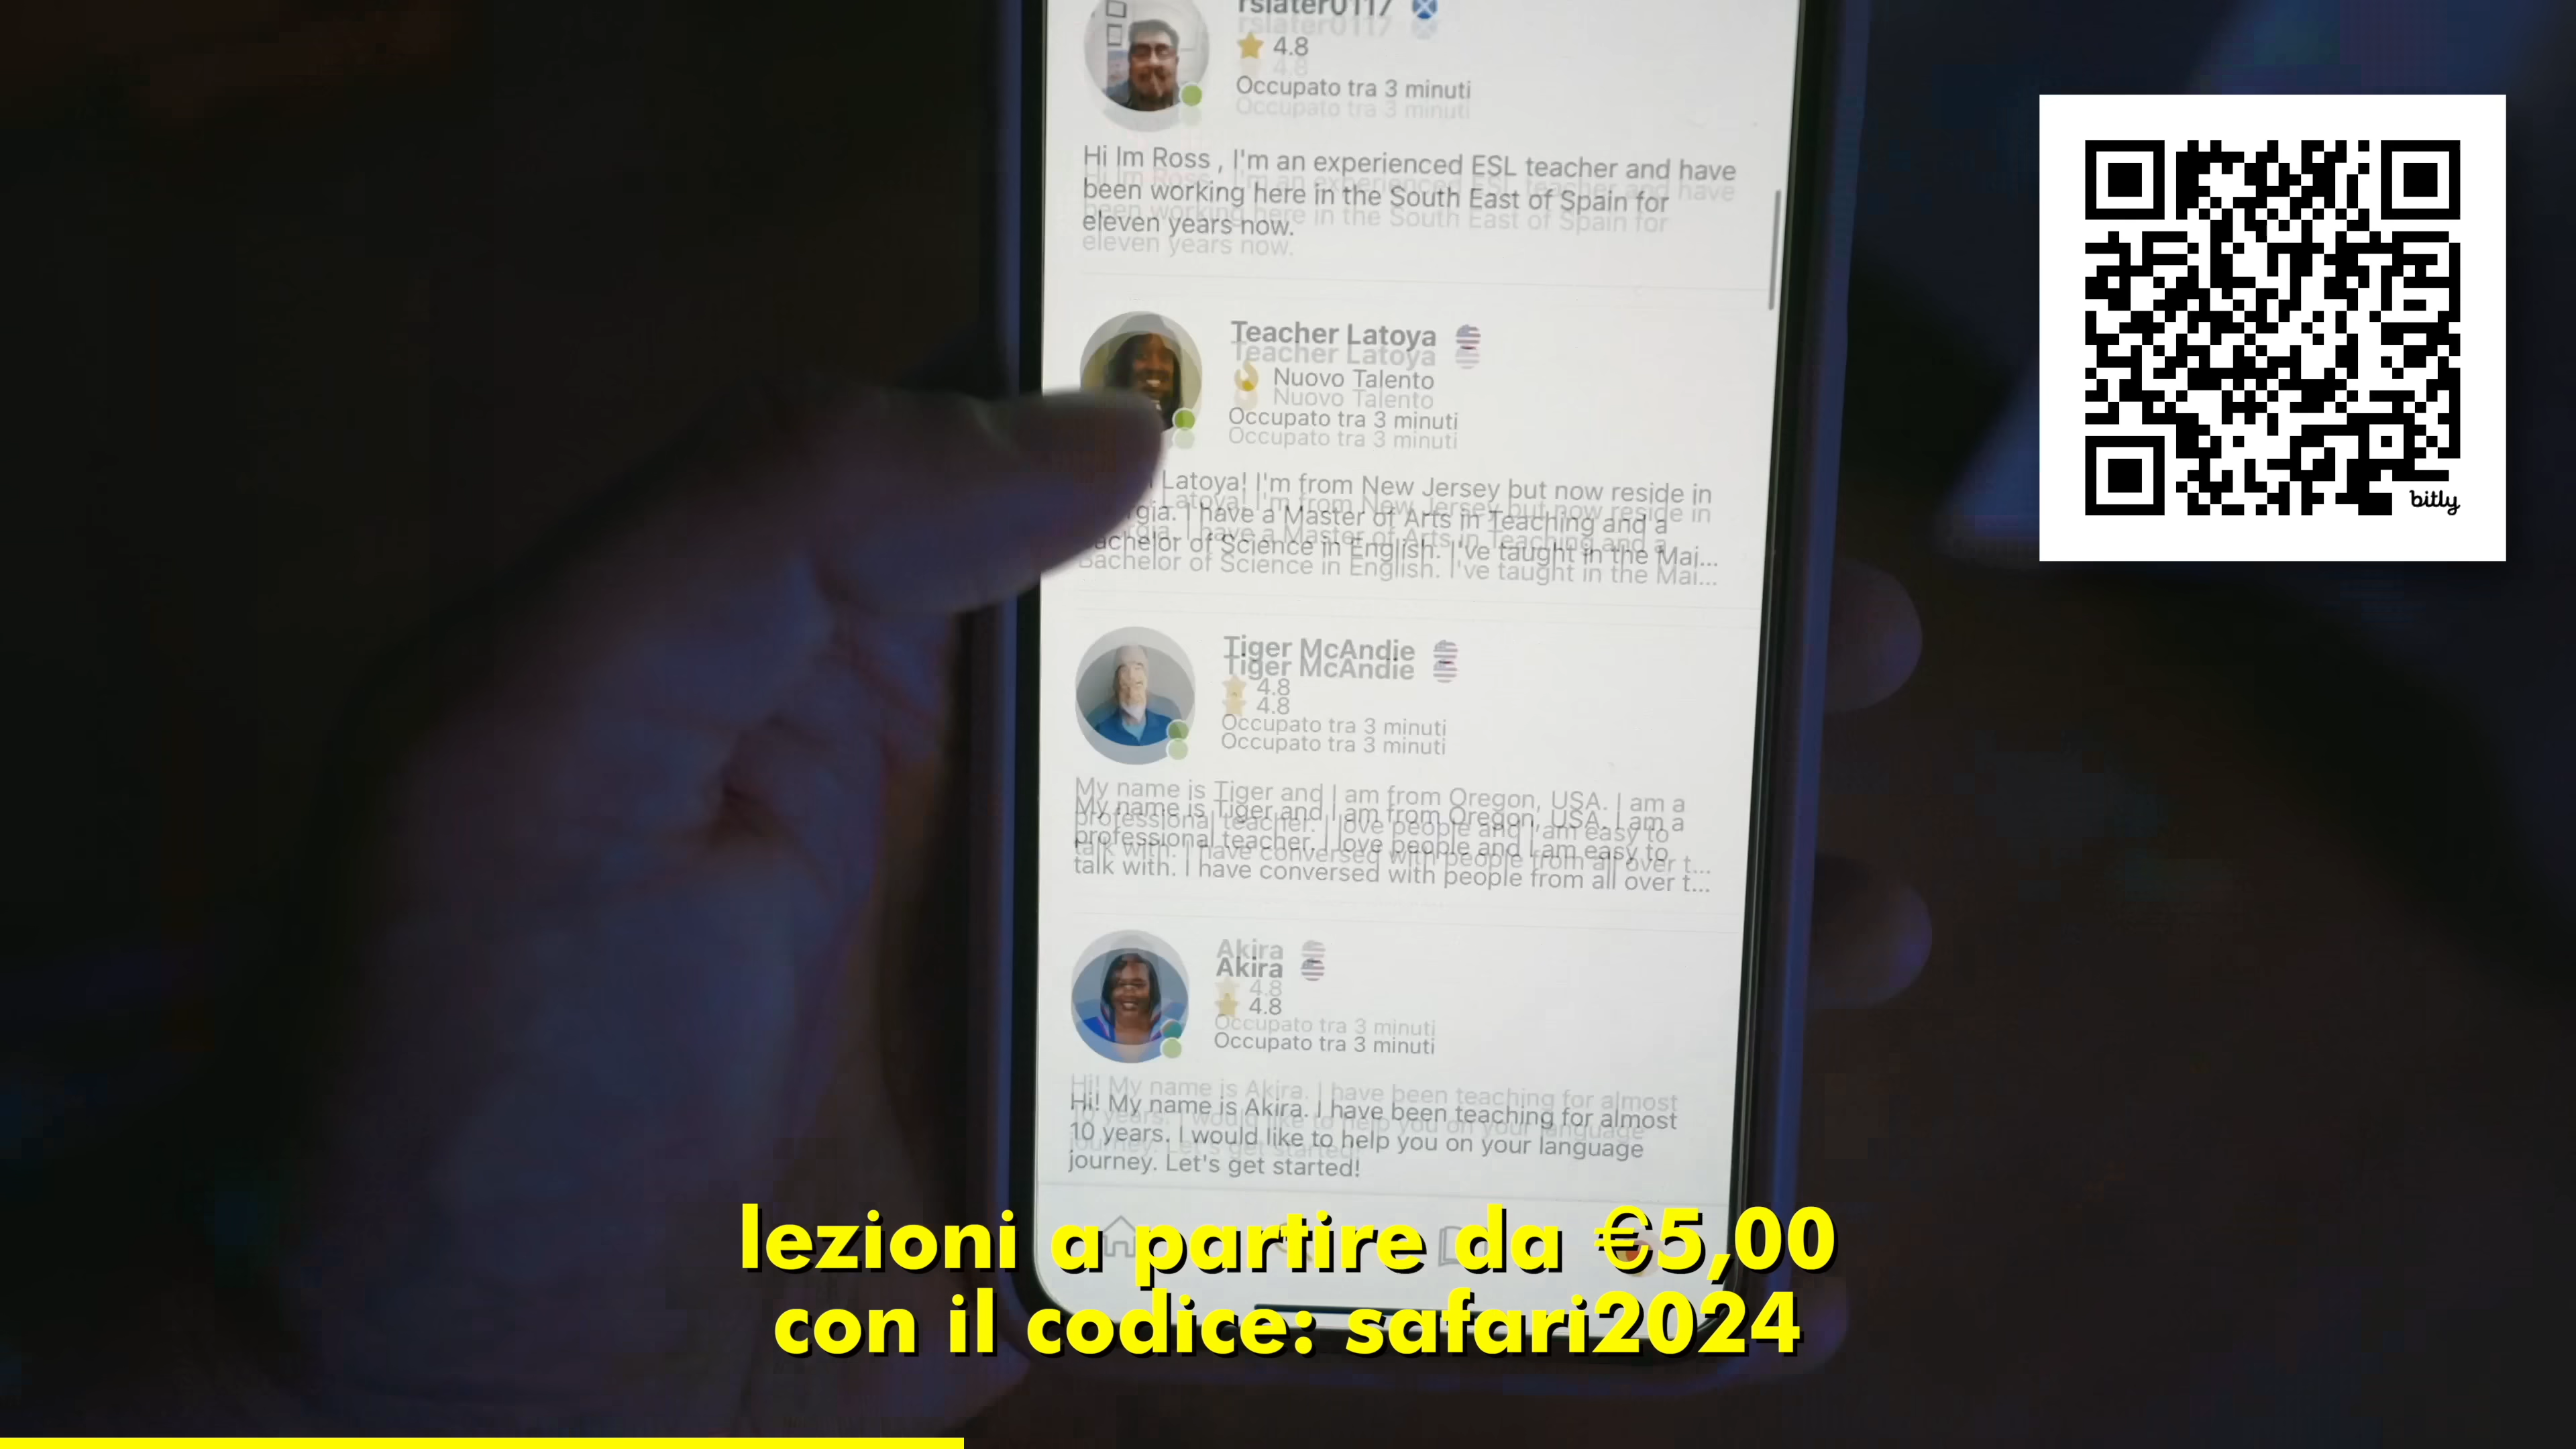 rslater0117
4.8
Occupato tra 3 minuti
Hi Im Ross , I'm an experienced ESL teacher and have
been working here in the South East of Spain for
eleven years now.
Teacher Latoya
Nuovo Talento
Occupato tra 3 minuti
Latoya! I'm from New Jersey but now reside in
gia. I have a Master of Arts in Teaching and a
Bachelor of Science in English. I've taught in the Mai...
Tiger McAndie
4.8
Occupato tra 3 minuti
My name is Tiger and I am from Oregon, USA. I am a
professional teacher. I love people and I am easy to
talk with. I have conversed with people from all over t...
Akira
4.8
Occupato tra 3 minuti
Hi! My name is Akira. I have been teaching for almost
10 years. I would like to help you on your language
journey. Let's get started!
bitly
lezioni a partire da €5,00
con il codice: safari2024